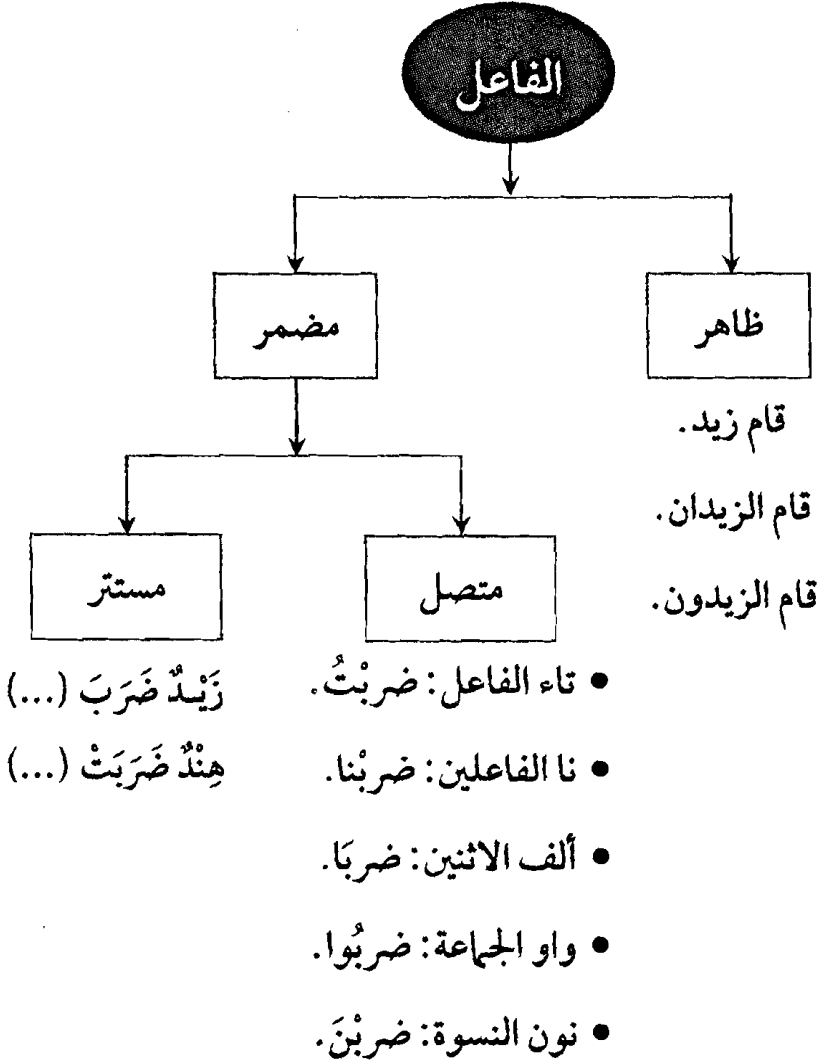 الفاعل
ظاهر
مضمر
قام زيد.
قام الزيدان.
قام الزيدون.
متصل
مستتر
• تاء الفاعل: ضربْتُ.
• نا الفاعلين: ضربْنا.
• ألف الاثنين: ضربَا.
• واو الجماعة: ضربُوا.
• نون النسوة: ضربْنَ.
زَيْدٌ ضَرَبَ (...)
هِنْدٌ ضَرَبَتْ (...)